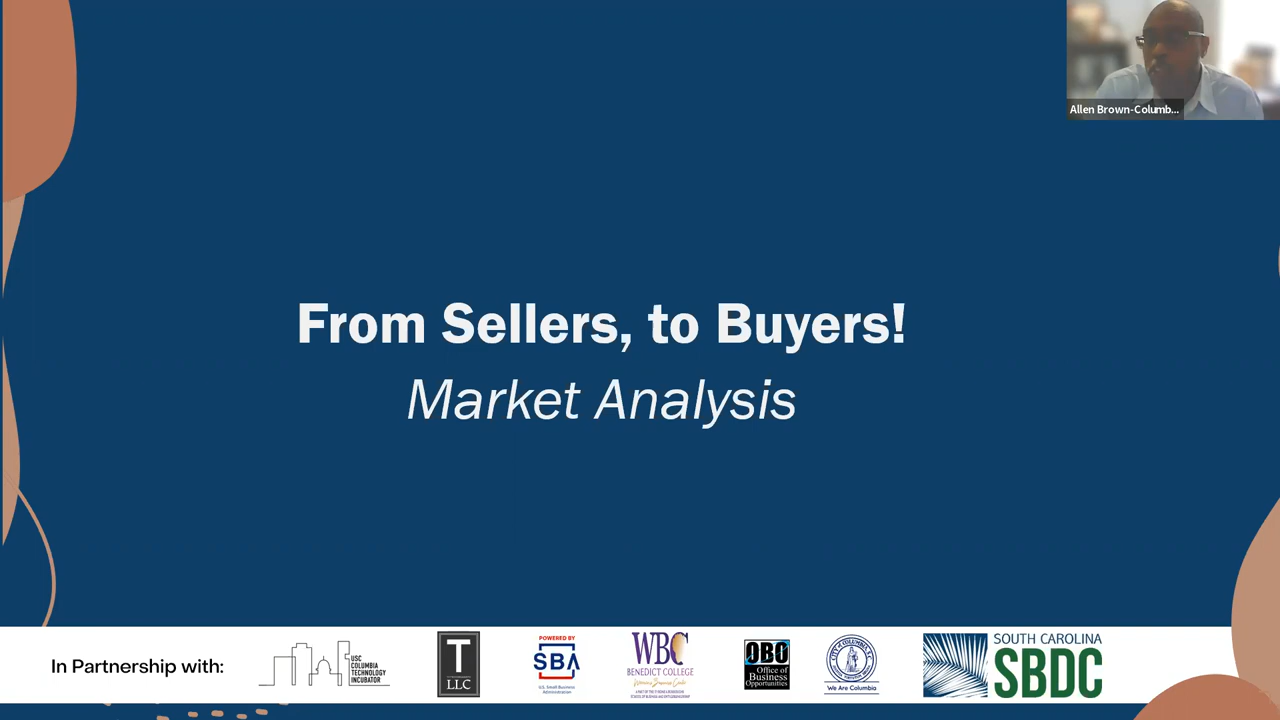 Allen Brown-Columb...
From Sellers, to Buyers!
Market Analysis
In Partnership with:
USC
COLUMBIA
TECHNOLOGY
INCUBATOR
T
LLC
POWERED BY
SBA
U.S. Small Business
Administration
WBC
BENEDICT COLLEGE
Women's Business Center
OBO
Office of
Business
Opportunities
We Are Columbia
SOUTH CAROLINA
SBDC